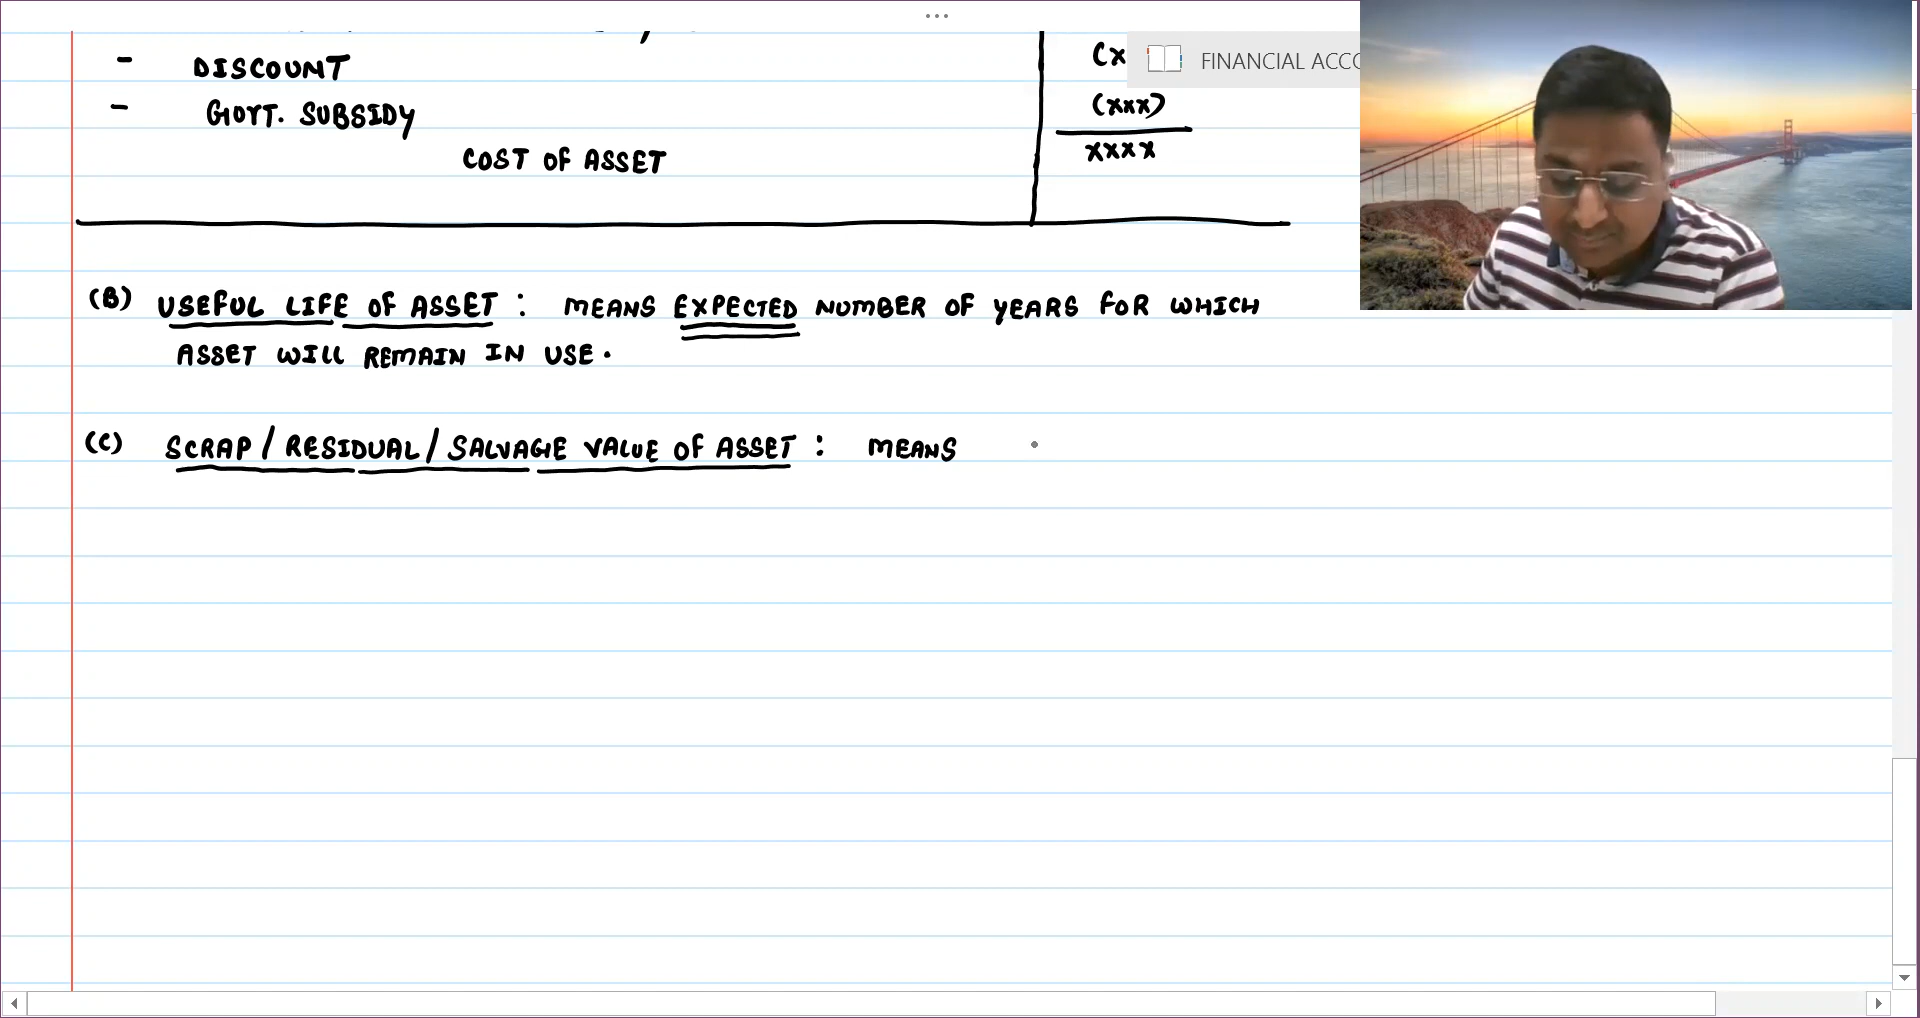 - DISCOUNT (x
FINANCIAL ACCO
- GOVT. SUBSIDY (xxx)
COST OF ASSET xxxx
(B) USEFUL LIFE OF ASSET : MEANS EXPECTED NUMBER OF YEARS FOR WHICH
ASSET WILL REMAIN IN USE.
(C) SCRAP / RESIDUAL / SALVAGE VALUE OF ASSET : MEANS